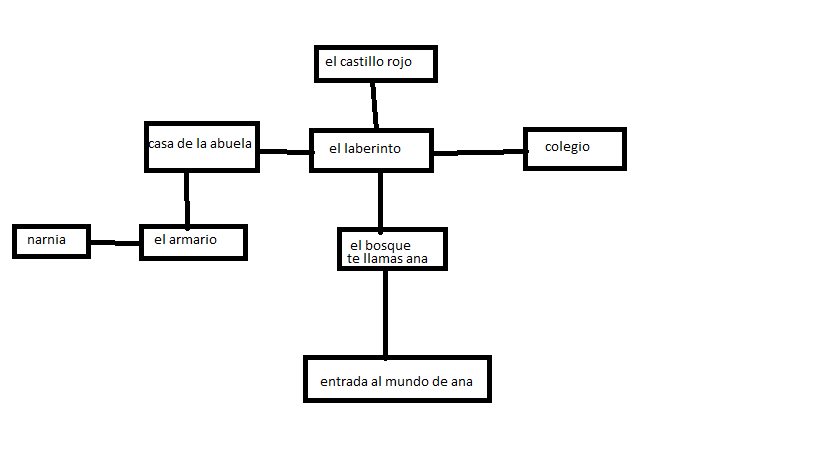 el castillo rojo
casa de la abuela
el laberinto
colegio
narnia
el armario
el bosque
te llamas ana
entrada al mundo de ana